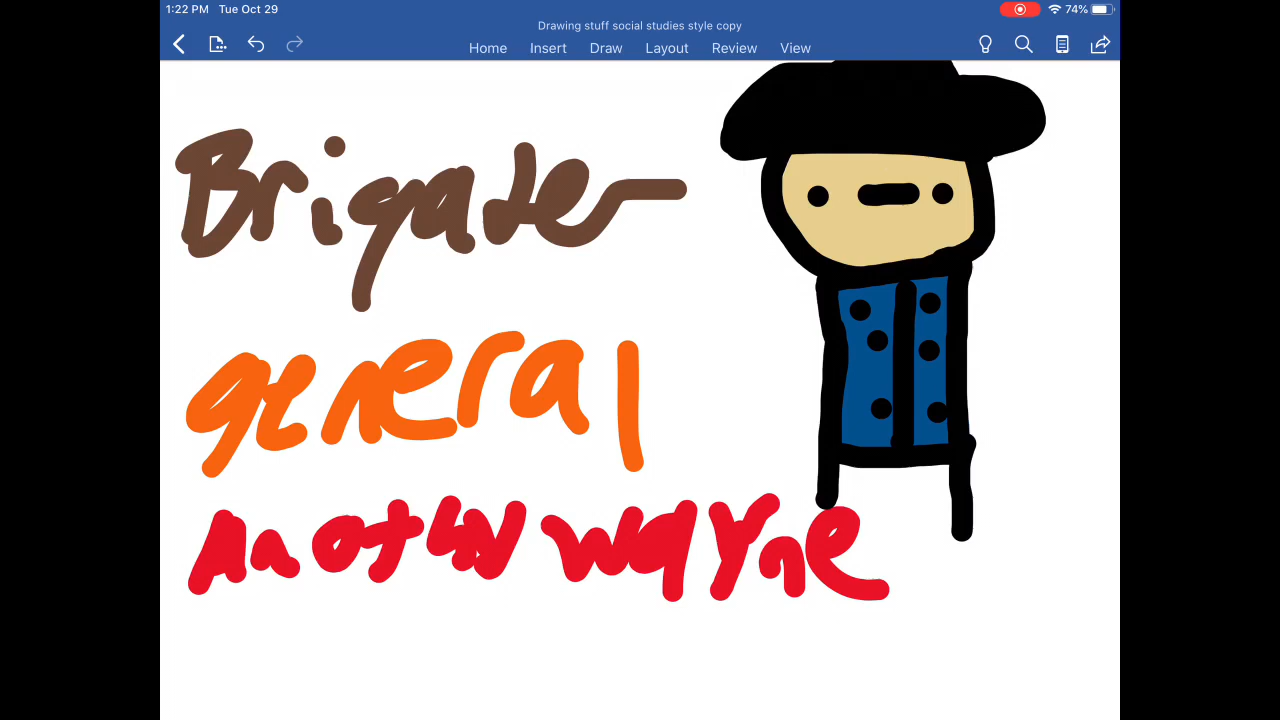 1:22 PM Tue Oct 29
74%
Drawing stuff social studies style copy
Home Insert Draw Layout Review View
Brigader
general
wayne